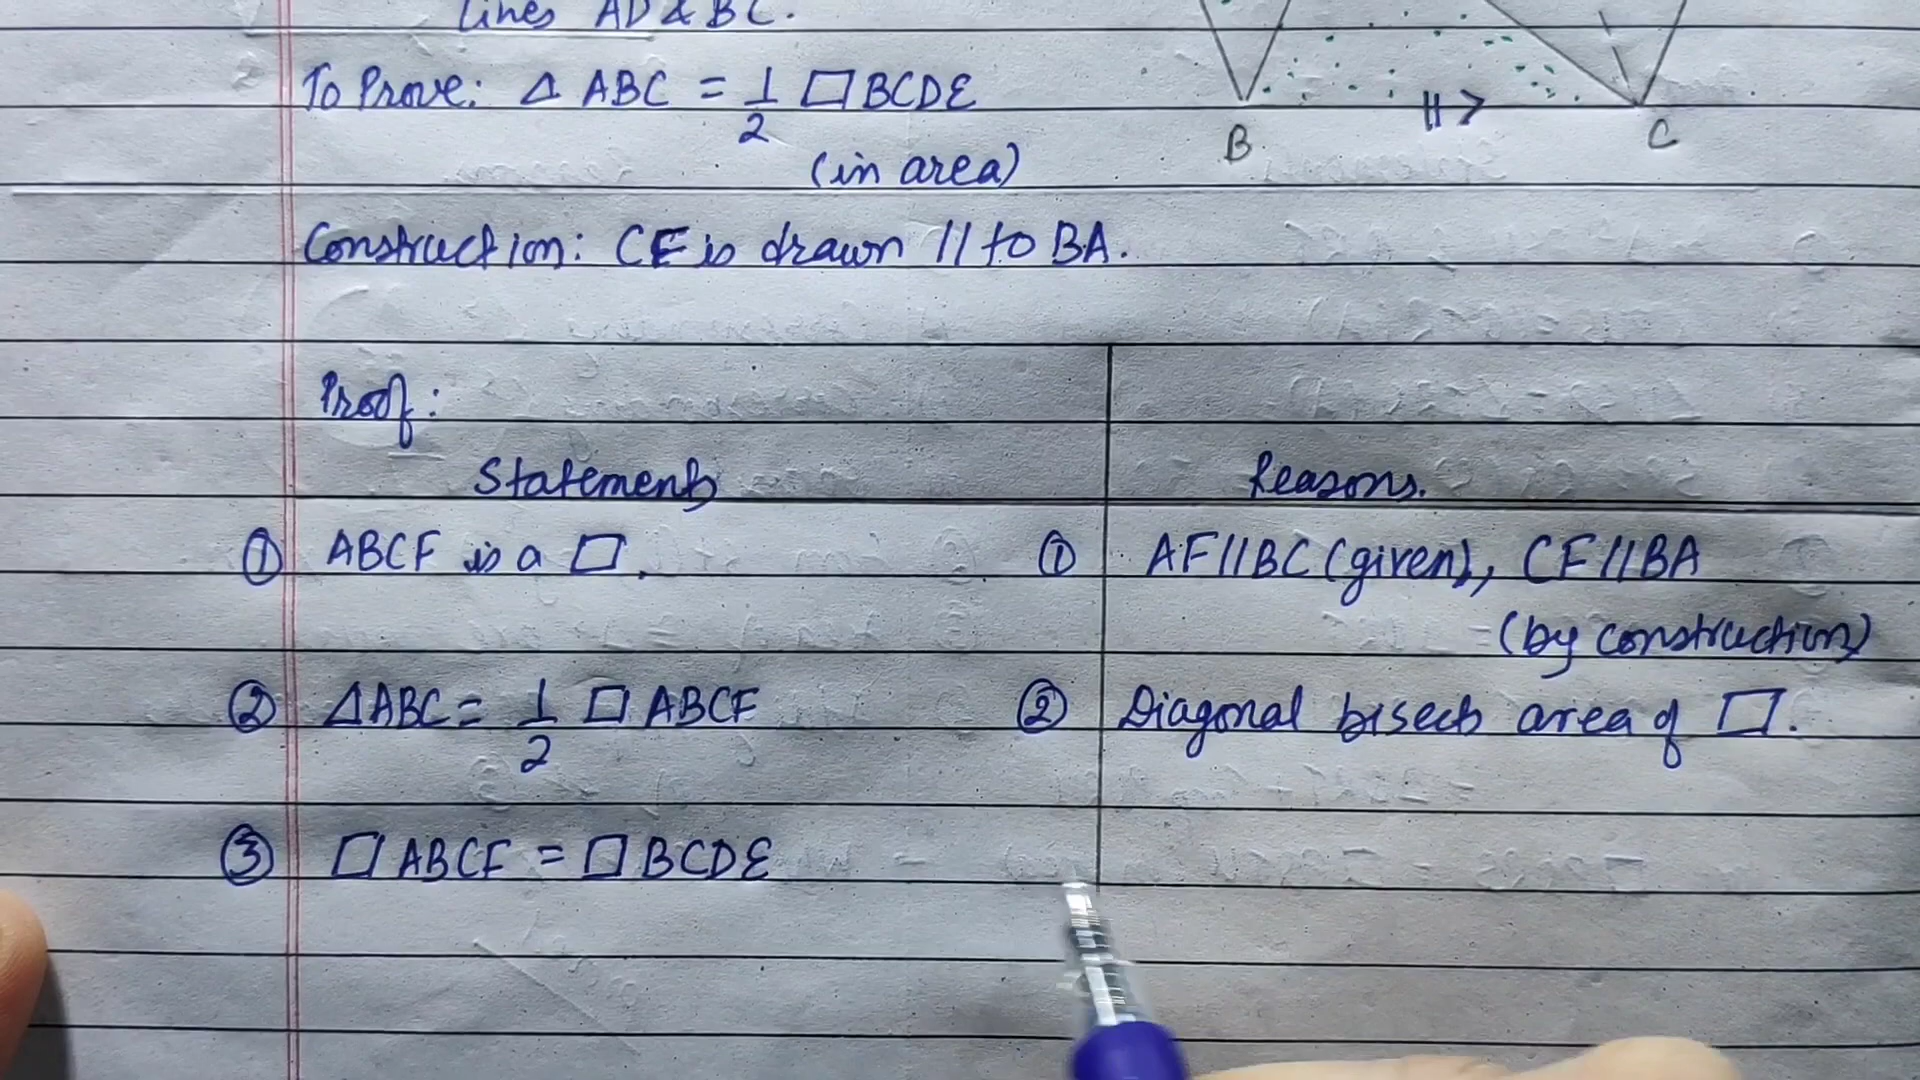 lines AD & BC.
To Prove: △ ABC = 1/2 ▱ BCDE
(in area)
B
C
Construction: CF is drawn // to BA.
Proof:
Statements
Reasons.
① ABCF is a ▱.
① AF//BC (given), CF//BA
(by construction)
② △ABC = 1/2 ▱ ABCF
② Diagonal bisects area of ▱.
③ ▱ ABCF = ▱ BCDE